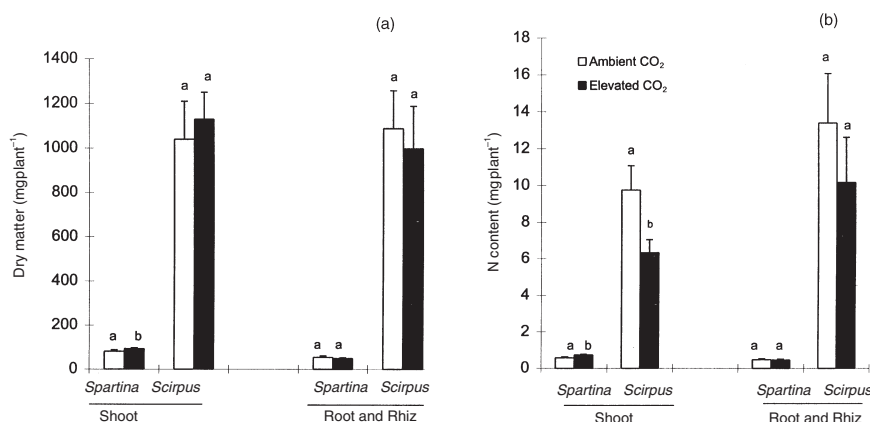 (a)
1400
1200
1000
800
600
400
200
0
Dry matter (mgplant⁻¹)
a a
a a
a b
a a
Spartina Scirpus
Spartina Scirpus
Shoot
Root and Rhiz
(b)
18
16
14
12
10
8
6
4
2
0
N content (mgplant⁻¹)
Ambient CO₂
Elevated CO₂
a
a
a
b
a b
a a
Spartina Scirpus
Spartina Scirpus
Shoot
Root and Rhiz